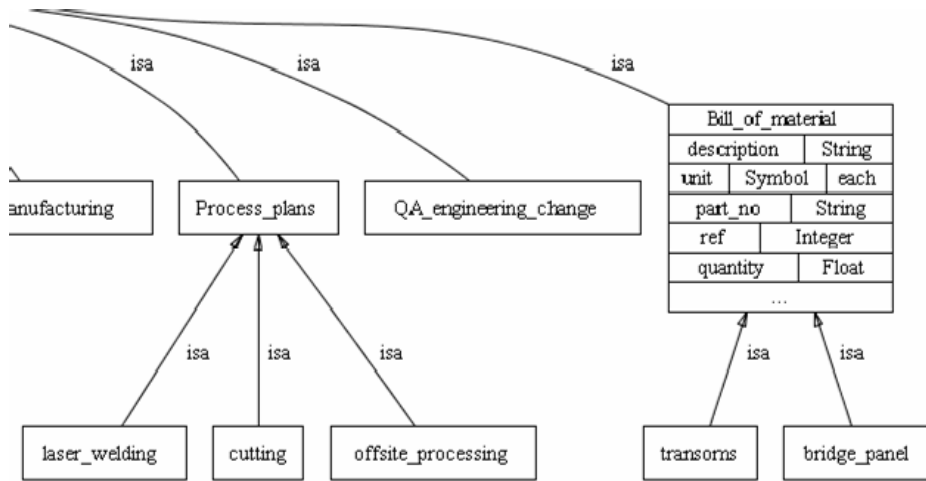 isa
isa
isa
Bill_of_material
description String
unit Symbol each
part_no String
ref Integer
quantity Float
...
anufacturing
Process_plans
QA_engineering_change
isa
isa
isa
isa
isa
laser_welding
cutting
offsite_processing
transoms
bridge_panel